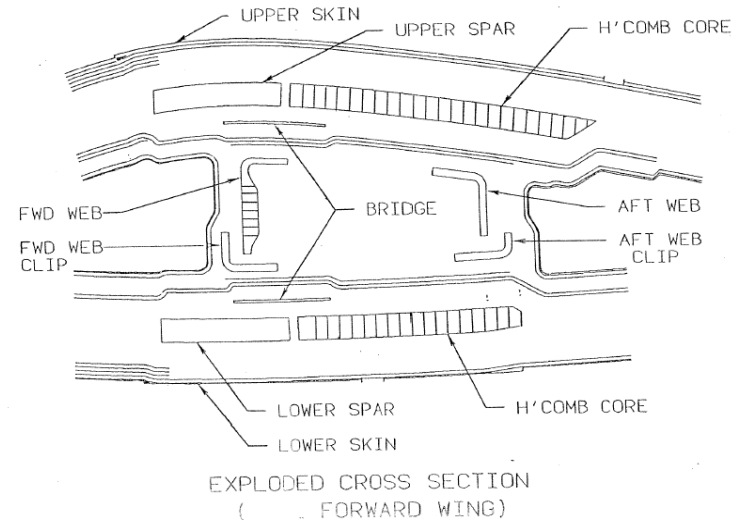 UPPER SKIN
UPPER SPAR
H'COMB CORE
FWD WEB
BRIDGE
AFT WEB
FWD WEB
CLIP
AFT WEB
CLIP
LOWER SPAR
H'COMB CORE
LOWER SKIN
EXPLODED CROSS SECTION
( FORWARD WING)